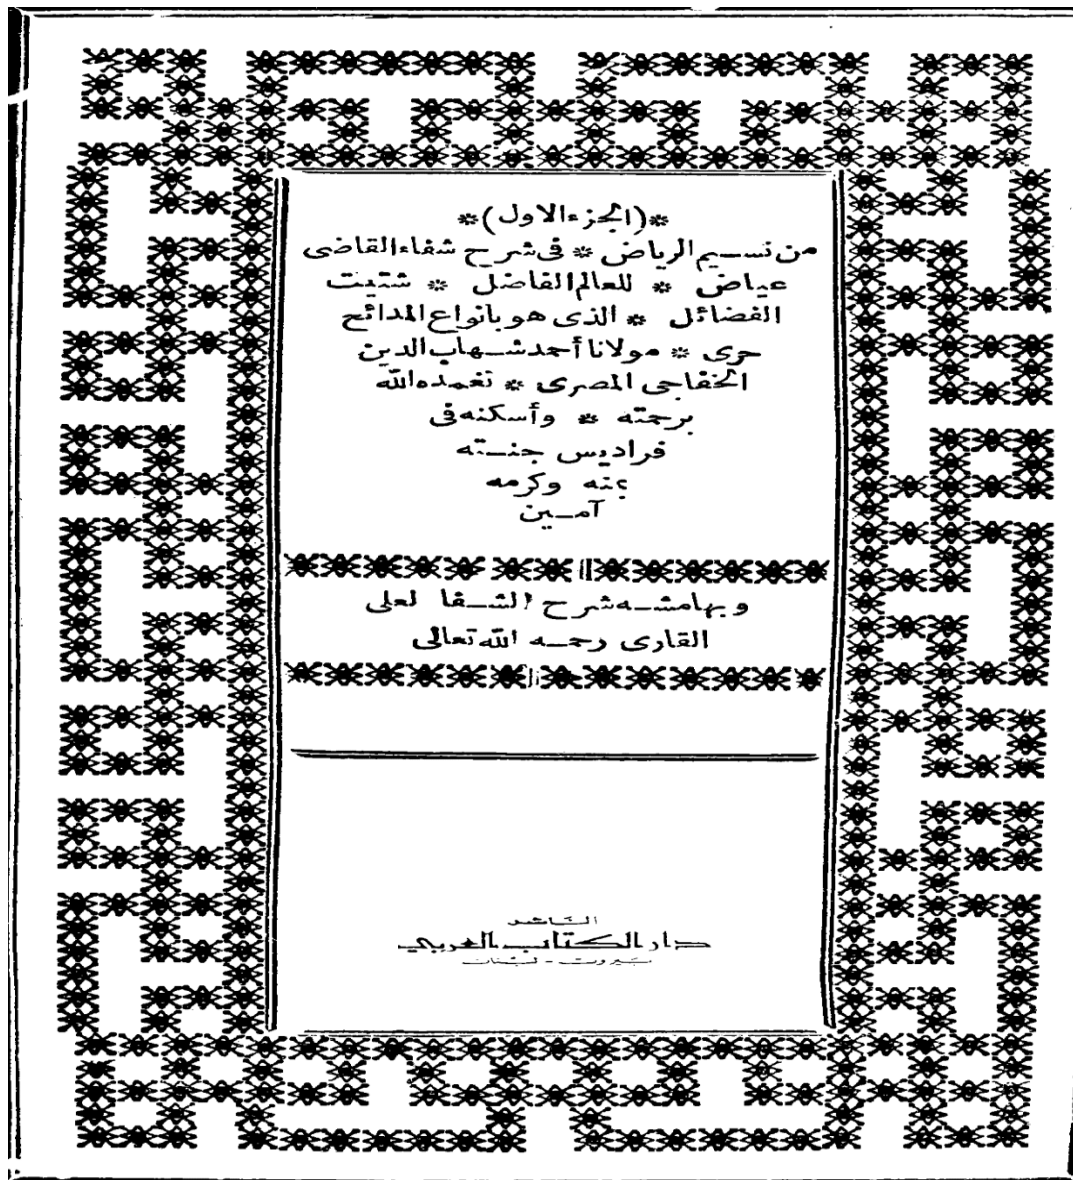 *(الجزء الاول)*
من نسيم الرياض * فى شرح شفاء القاضى
عياض * للعالم الفاضل * شتيت
الفضائل * الذى هو بانواع المدائح
حرى * مولانا أحمد شهاب الدين
الخفاجى المصرى * تغمده الله
برحمته * وأسكنه فى
فراديس جنته
بمنه وكرمه
آمين
وبهامشه شرح الشفا لعلى
القارى رحمه الله تعالى
الناشر
دار الكتاب العربي
بيروت - لبنان